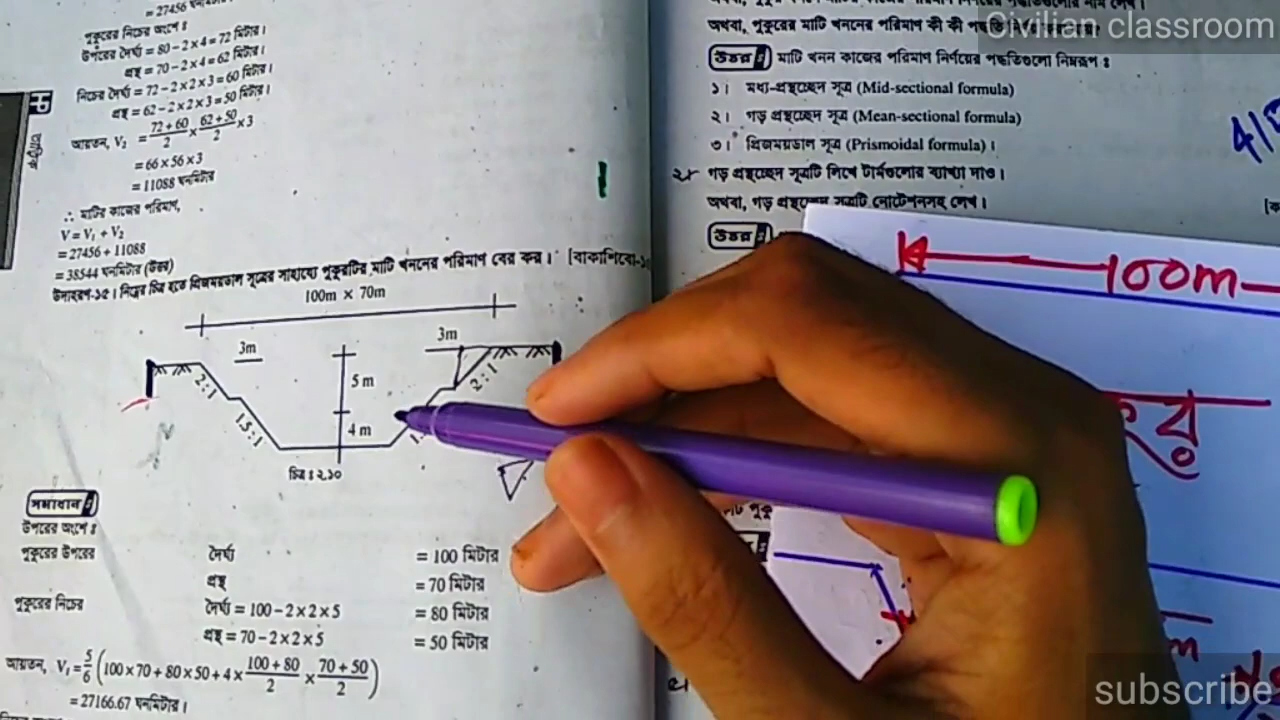 = 27456
পুকুরের নিচের অংশে ঃ
উপরের দৈর্ঘ্য = 80 – 2 × 4 = 72 মিটার।
প্রস্থ = 70 – 2 × 4 = 62 মিটার।
নিচের দৈর্ঘ্য = 72 – 2 × 2 × 3 = 60 মিটার।
প্রস্থ = 62 – 2 × 2 × 3 = 50 মিটার।
আয়তন, V₂ = (72 + 60)/2 × (62 + 50)/2 × 3
= 66 × 56 × 3
= 11088 ঘনমিটার
∴ মাটির কাজের পরিমাণ,
V = V₁ + V₂
= 27456 + 11088
= 38544 ঘনমিটার (উত্তর)
উদাহরণ-১৫। নিম্নের চিত্র হতে প্রিজময়ডাল সূত্রের সাহায্যে পুকুরটির মাটি খননের পরিমাণ বের কর। [বাকাশিবো-
100m × 70m
3m
3m
2:1
5 m
2:1
1.5:1
4 m
চিত্র ঃ ২.১০
সমাধান ঃ
উপরের অংশে ঃ
পুকুরের উপরের দৈর্ঘ্য = 100 মিটার
প্রস্থ = 70 মিটার
পুকুরের নিচের দৈর্ঘ্য = 100 – 2 × 2 × 5 = 80 মিটার
প্রস্থ = 70 – 2 × 2 × 5 = 50 মিটার
আয়তন, V₁ = 5/6 (100 × 70 + 80 × 50 + 4 × (100 + 80)/2 × (70 + 50)/2)
= 27166.67 ঘনমিটার।
Civilian classroom
অথবা, পুকুরের মাটি খননের পরিমাণ কী কী
উত্তর ঃ মাটি খনন কাজের পরিমাণ নির্ণয়ের পদ্ধতিগুলো নিম্নরূপ ঃ
১। মধ্য-প্রস্থচ্ছেদ সূত্র (Mid-sectional formula)
২। গড় প্রস্থচ্ছেদ সূত্র (Mean-sectional formula)
৩। প্রিজময়ডাল সূত্র (Prismoidal formula)।
২। গড় প্রস্থচ্ছেদ সূত্রটি লিখে টার্মগুলোর ব্যাখ্যা দাও।
অথবা, গড় প্রস্থচ্ছেদ সূত্রটি নোটেশনসহ লেখ।
উত্তর ঃ
100m
subscribe